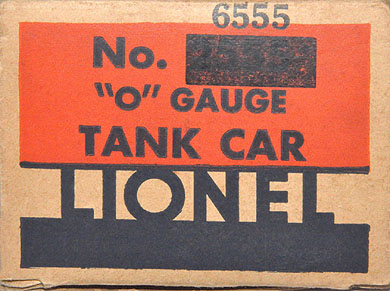 6555
No.
"O" GAUGE
TANK CAR
LIONEL